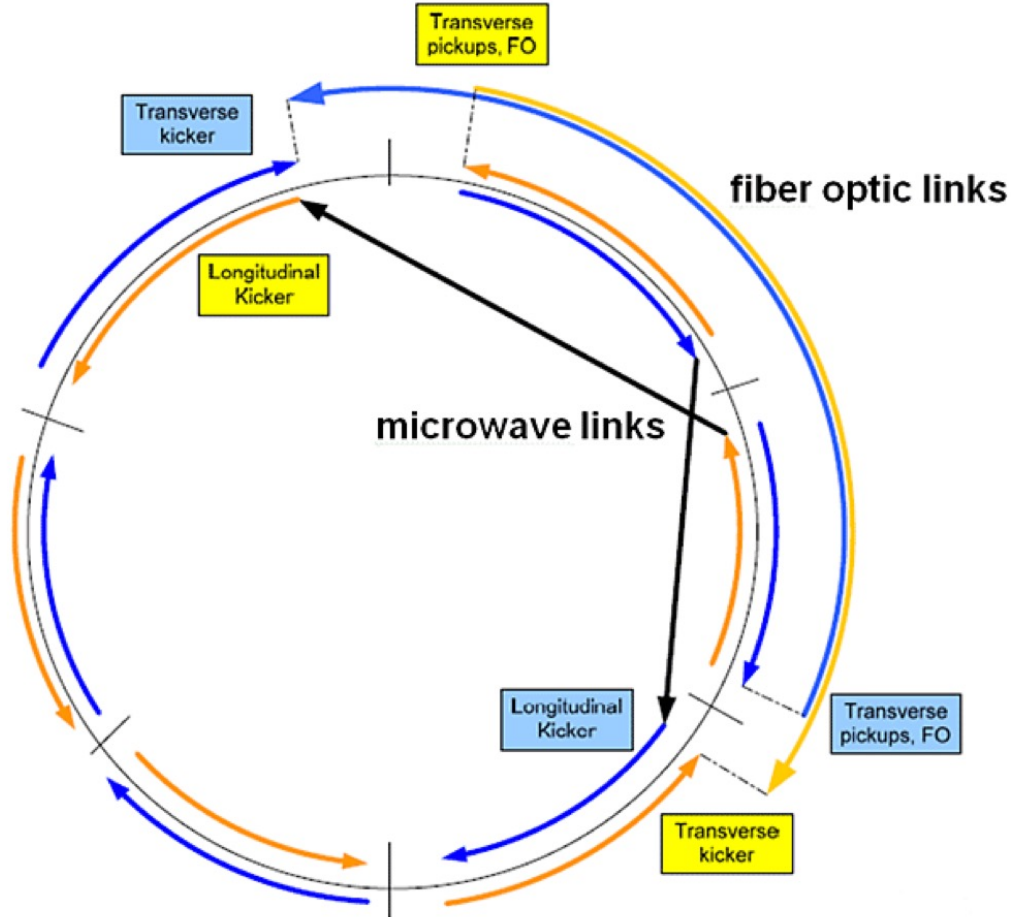 Transverse
pickups, FO
Transverse
kicker
fiber optic links
Longitudinal
Kicker
microwave links
Longitudinal
Kicker
Transverse
pickups, FO
Transverse
kicker